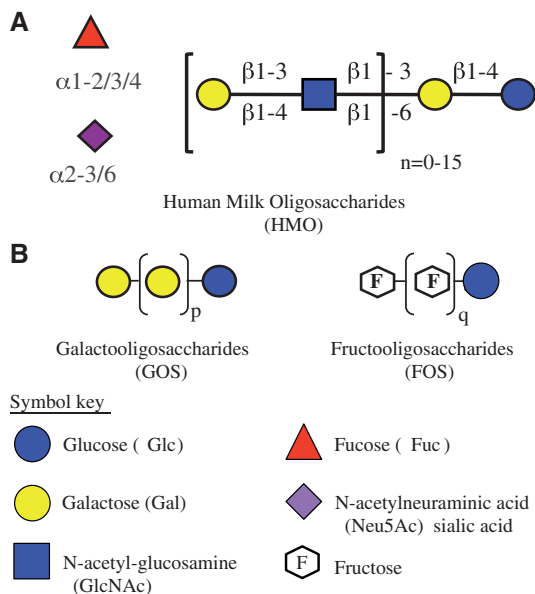 A
α1-2/3/4
α2-3/6
β1-3 β1 - 3 β1-4
β1-4 β1 -6
n=0-15
Human Milk Oligosaccharides
(HMO)
B
p
Galactooligosaccharides
(GOS)
F F
q
Fructooligosaccharides
(FOS)
Symbol key
Glucose ( Glc)
Fucose ( Fuc)
Galactose (Gal)
N-acetylneuraminic acid
(Neu5Ac) sialic acid
N-acetyl-glucosamine
(GlcNAc)
F
Fructose